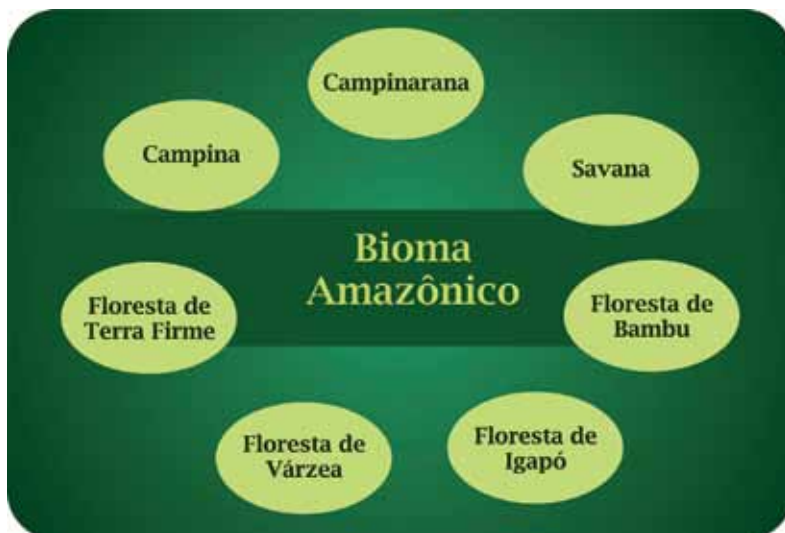 Campinarana
Campina
Savana
Bioma
Amazônico
Floresta de
Terra Firme
Floresta de
Bambu
Floresta de
Várzea
Floresta de
Igapó